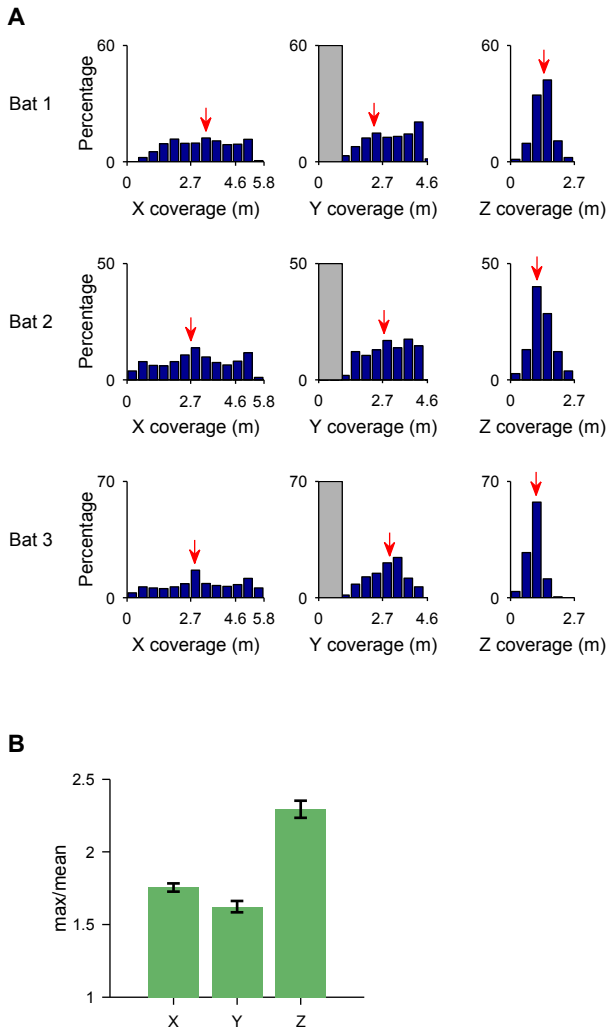 A
Bat 1
Percentage
60
0
0 2.7 4.6 5.8
X coverage (m)
60
0
0 2.7 4.6
Y coverage (m)
60
0
0 2.7
Z coverage (m)
Bat 2
Percentage
50
0
0 2.7 4.6 5.8
X coverage (m)
50
0
0 2.7 4.6
Y coverage (m)
50
0
0 2.7
Z coverage (m)
Bat 3
Percentage
70
0
0 2.7 4.6 5.8
X coverage (m)
70
0
0 2.7 4.6
Y coverage (m)
70
0
0 2.7
Z coverage (m)
B
max/mean
2.5
2
1.5
1
X Y Z